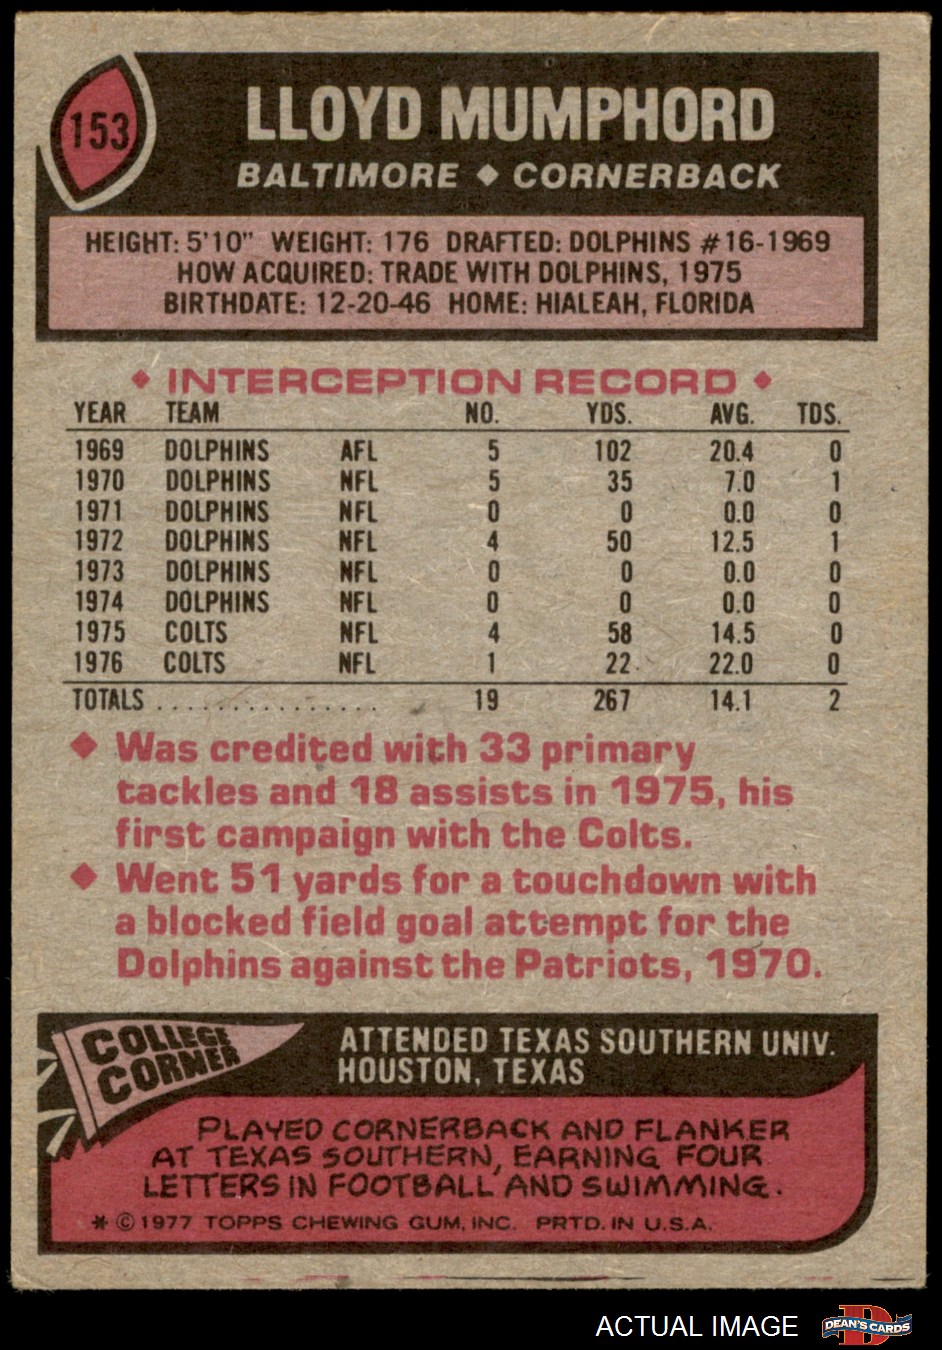 153
LLOYD MUMPHORD
BALTIMORE ◆ CORNERBACK
HEIGHT: 5'10" WEIGHT: 176 DRAFTED: DOLPHINS #16-1969
HOW ACQUIRED: TRADE WITH DOLPHINS, 1975
BIRTHDATE: 12-20-46 HOME: HIALEAH, FLORIDA
◆ INTERCEPTION RECORD ◆
YEAR TEAM NO. YDS. AVG. TDS.
1969 DOLPHINS AFL 5 102 20.4 0
1970 DOLPHINS NFL 5 35 7.0 1
1971 DOLPHINS NFL 0 0 0.0 0
1972 DOLPHINS NFL 4 50 12.5 1
1973 DOLPHINS NFL 0 0 0.0 0
1974 DOLPHINS NFL 0 0 0.0 0
1975 COLTS NFL 4 58 14.5 0
1976 COLTS NFL 1 22 22.0 0
TOTALS ............... 19 267 14.1 2
◆ Was credited with 33 primary
tackles and 18 assists in 1975, his
first campaign with the Colts.
◆ Went 51 yards for a touchdown with
a blocked field goal attempt for the
Dolphins against the Patriots, 1970.
COLLEGE
CORNER
ATTENDED TEXAS SOUTHERN UNIV.
HOUSTON, TEXAS
PLAYED CORNERBACK AND FLANKER
AT TEXAS SOUTHERN, EARNING FOUR
LETTERS IN FOOTBALL AND SWIMMING.
* © 1977 TOPPS CHEWING GUM, INC. PRTD. IN U.S.A.
ACTUAL IMAGE
D
DEAN'S CARDS